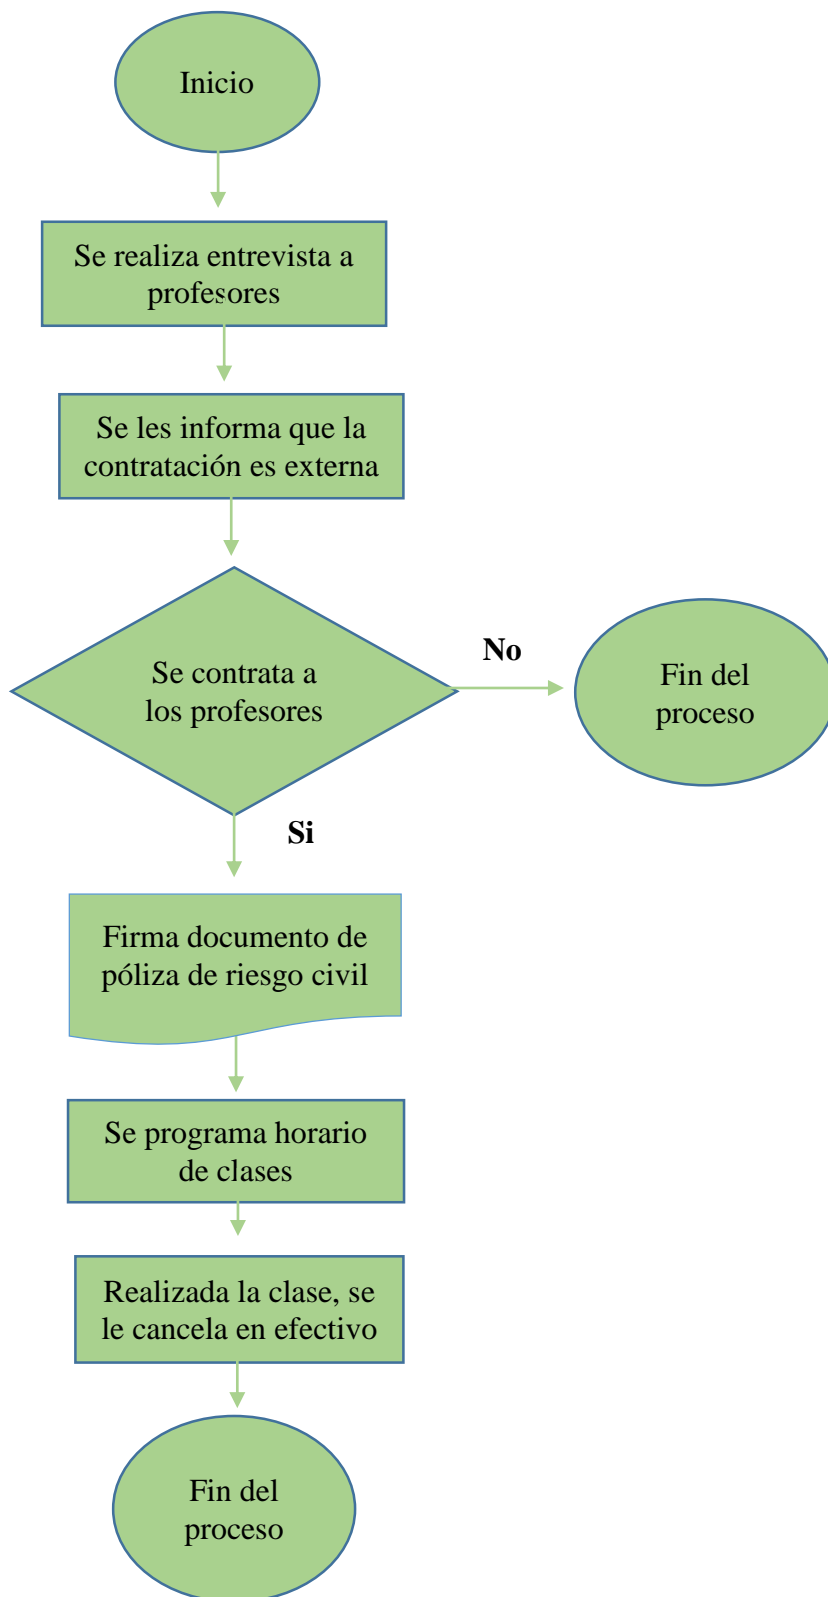 Inicio
Se realiza entrevista a
profesores
Se les informa que la
contratación es externa
Se contrata a
los profesores
No
Fin del
proceso
Si
Firma documento de
póliza de riesgo civil
Se programa horario
de clases
Realizada la clase, se
le cancela en efectivo
Fin del
proceso